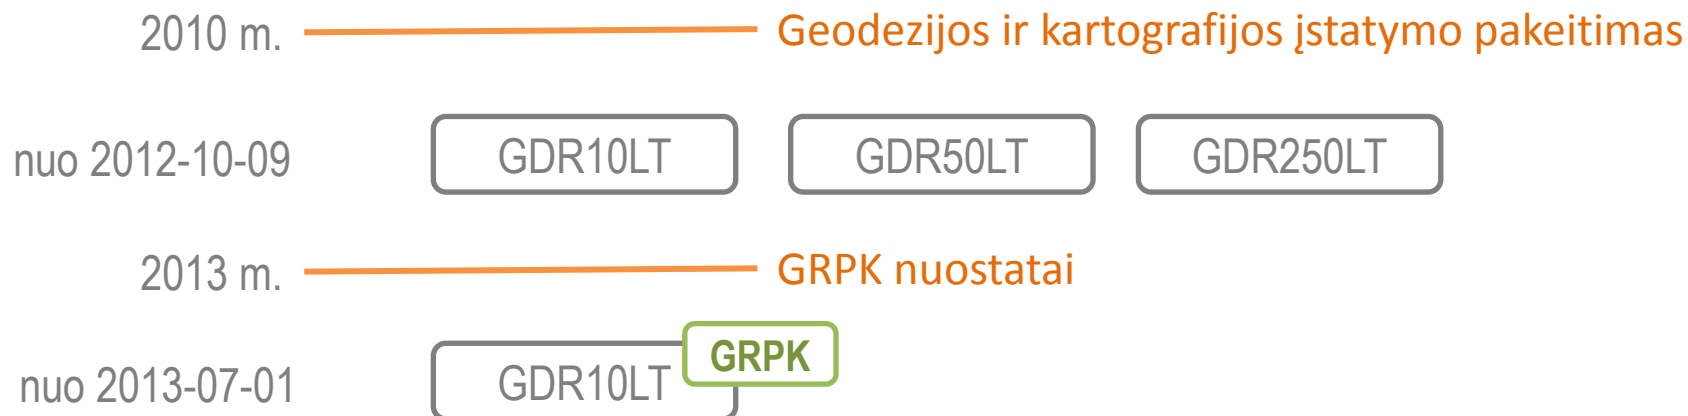 2010 m. Geodezijos ir kartografijos įstatymo pakeitimas
nuo 2012-10-09 GDR10LT GDR50LT GDR250LT
2013 m. GRPK nuostatai
GRPK
nuo 2013-07-01 GDR10LT